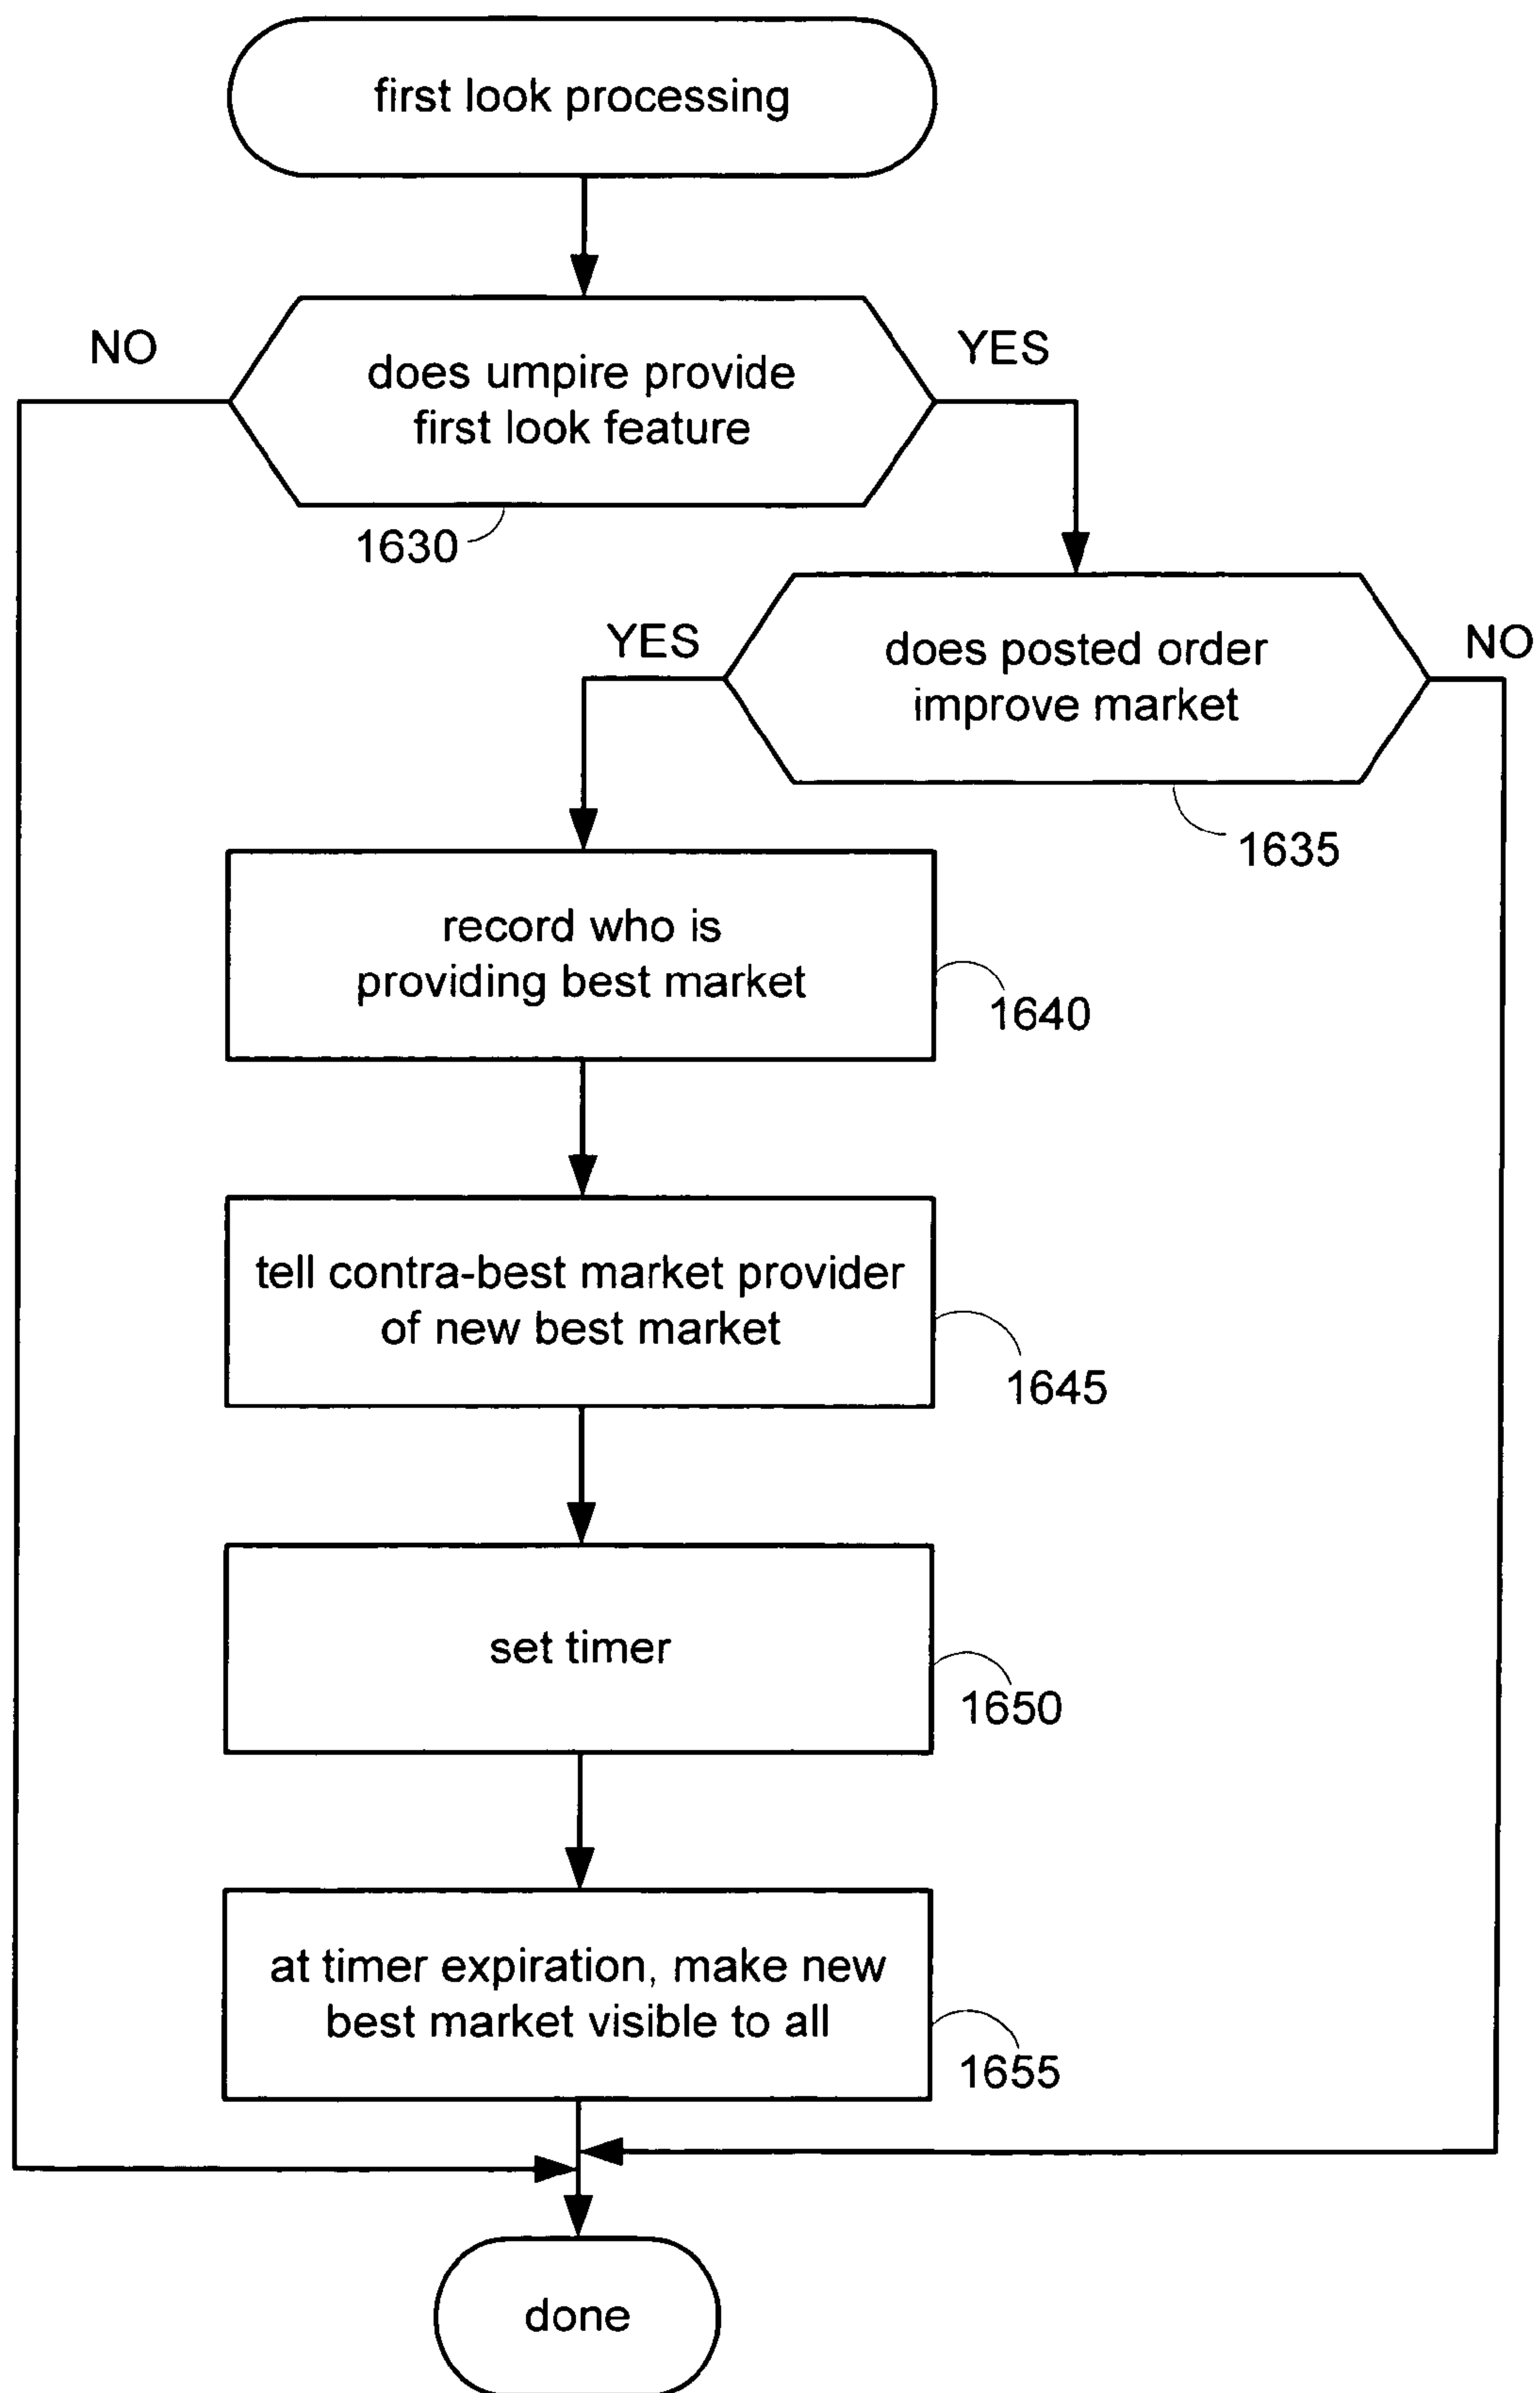 first look processing
NO
YES
does umpire provide
first look feature
1630
YES
NO
does posted order
improve market
1635
record who is
providing best market
1640
tell contra-best market provider
of new best market
1645
set timer
1650
at timer expiration, make new
best market visible to all
1655
done